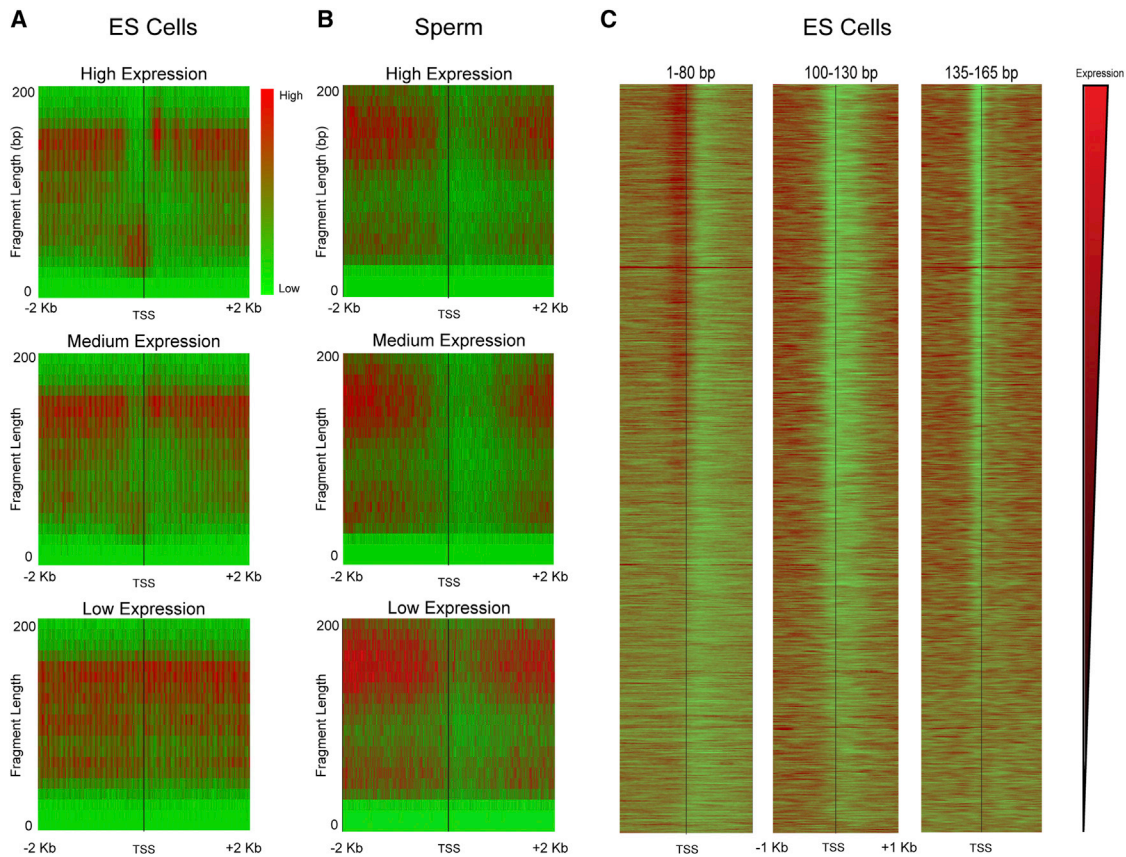 A
ES Cells
B
Sperm
C
ES Cells
High Expression
200
Fragment Length (bp)
0
-2 Kb
TSS
+2 Kb
High
Low
High Expression
-2 Kb
TSS
+2 Kb
Medium Expression
200
Fragment Length
0
-2 Kb
TSS
+2 Kb
Medium Expression
200
Fragment Length
0
-2 Kb
TSS
+2 Kb
Low Expression
200
Fragment Length
0
-2 Kb
TSS
+2 Kb
Low Expression
200
Fragment Length
0
-2 Kb
TSS
+2 Kb
200
Fragment Length (bp)
0
1-80 bp
100-130 bp
135-165 bp
Expression
TSS
-1 Kb
TSS
+1 Kb
TSS